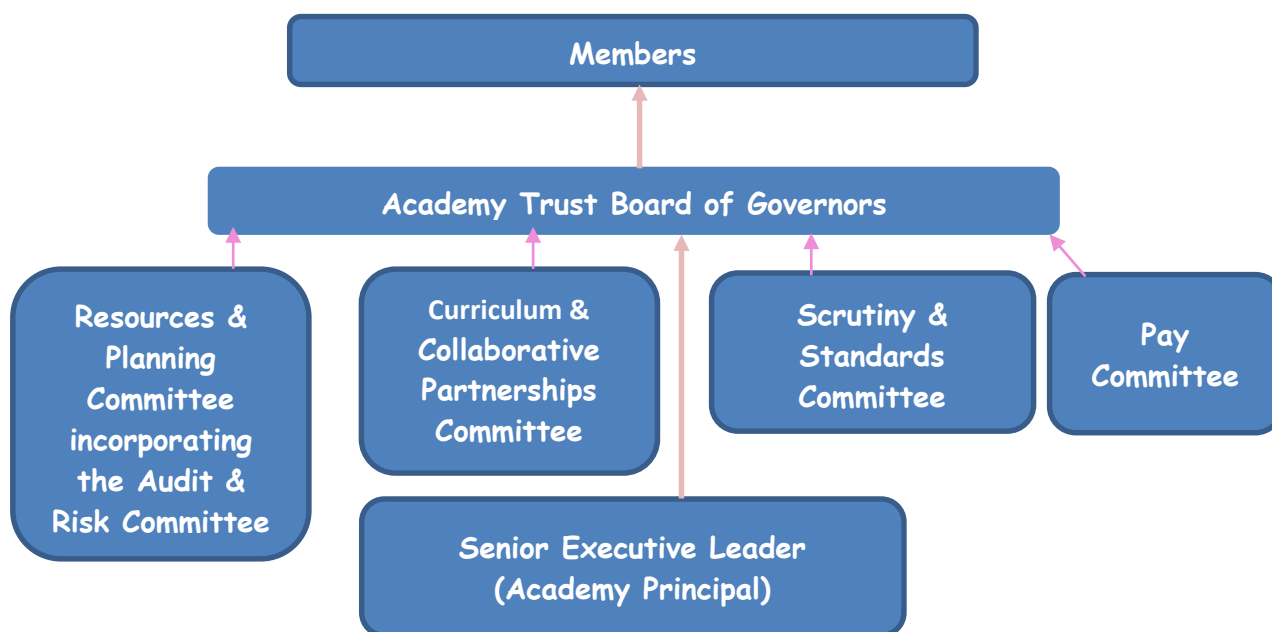 Members
Academy Trust Board of Governors
Resources &
Planning
Committee
incorporating
the Audit &
Risk Committee
Curriculum &
Collaborative
Partnerships
Committee
Scrutiny &
Standards
Committee
Pay
Committee
Senior Executive Leader
(Academy Principal)